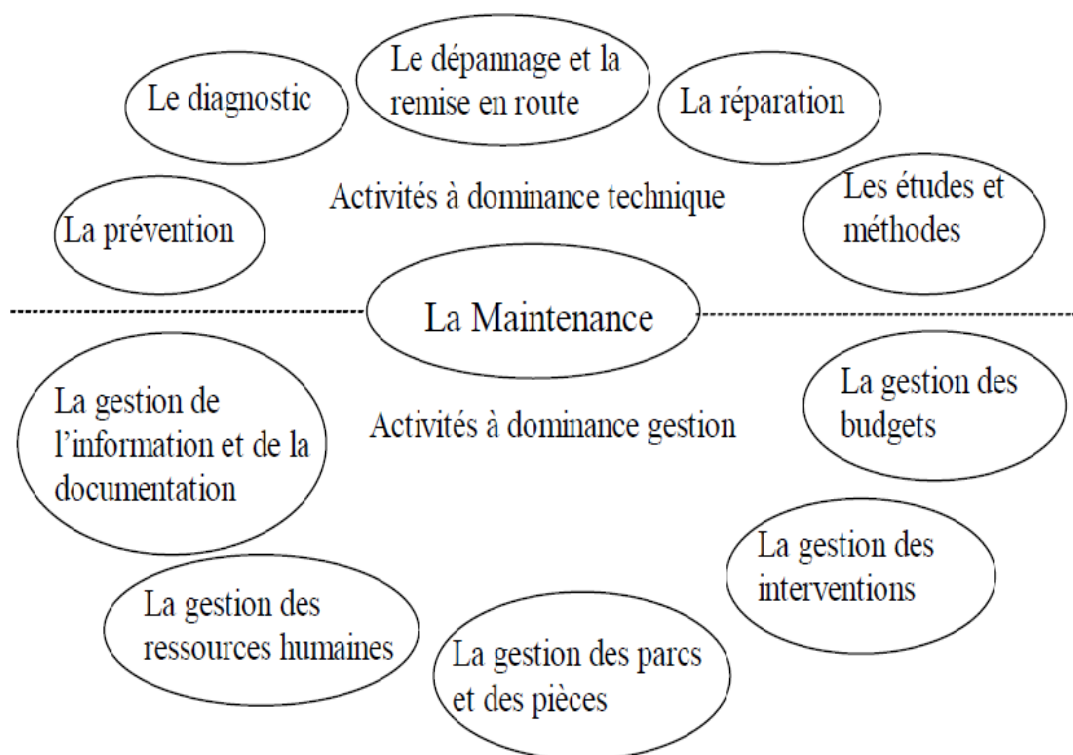 Le dépannage et la
remise en route
Le diagnostic
La réparation
Activités à dominance technique
Les études et
méthodes
La prévention
La Maintenance
La gestion de
l’information et de la
documentation
Activités à dominance gestion
La gestion des
budgets
La gestion des
interventions
La gestion des
ressources humaines
La gestion des parcs
et des pièces